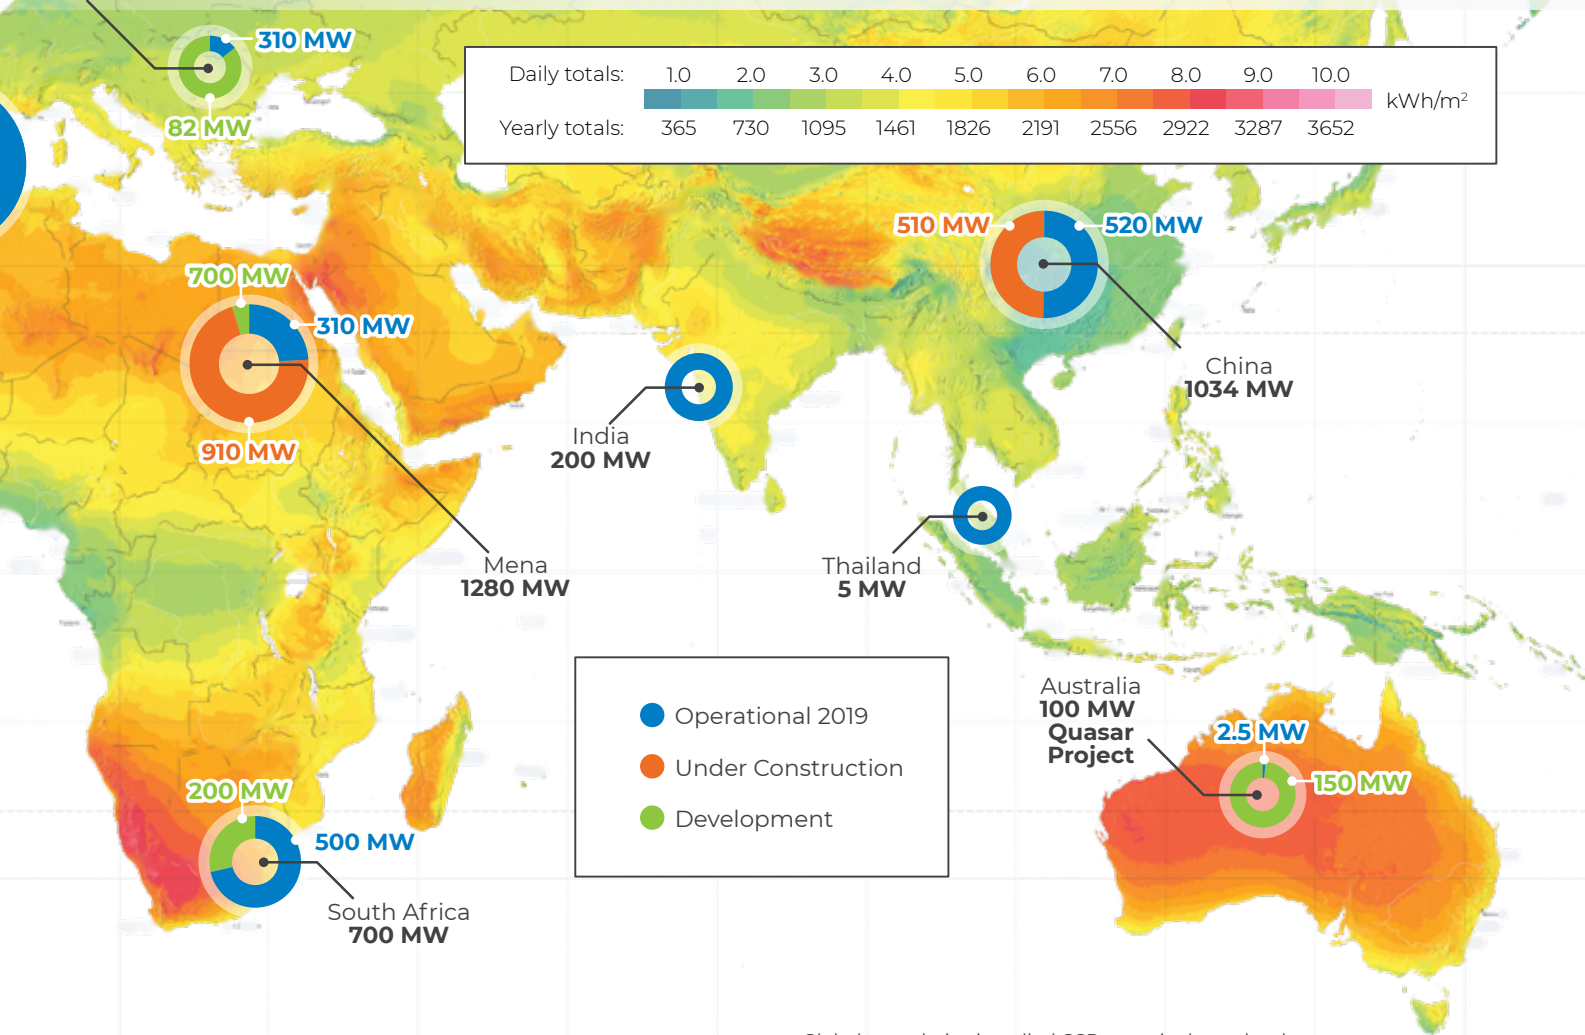 310 MW
82 MW
Daily totals: 1.0 2.0 3.0 4.0 5.0 6.0 7.0 8.0 9.0 10.0
kWh/m²
Yearly totals: 365 730 1095 1461 1826 2191 2556 2922 3287 3652
510 MW
520 MW
China
1034 MW
700 MW
310 MW
910 MW
Mena
1280 MW
India
200 MW
Thailand
5 MW
Operational 2019
Under Construction
Development
Australia
100 MW
Quasar
Project
2.5 MW
150 MW
200 MW
500 MW
South Africa
700 MW